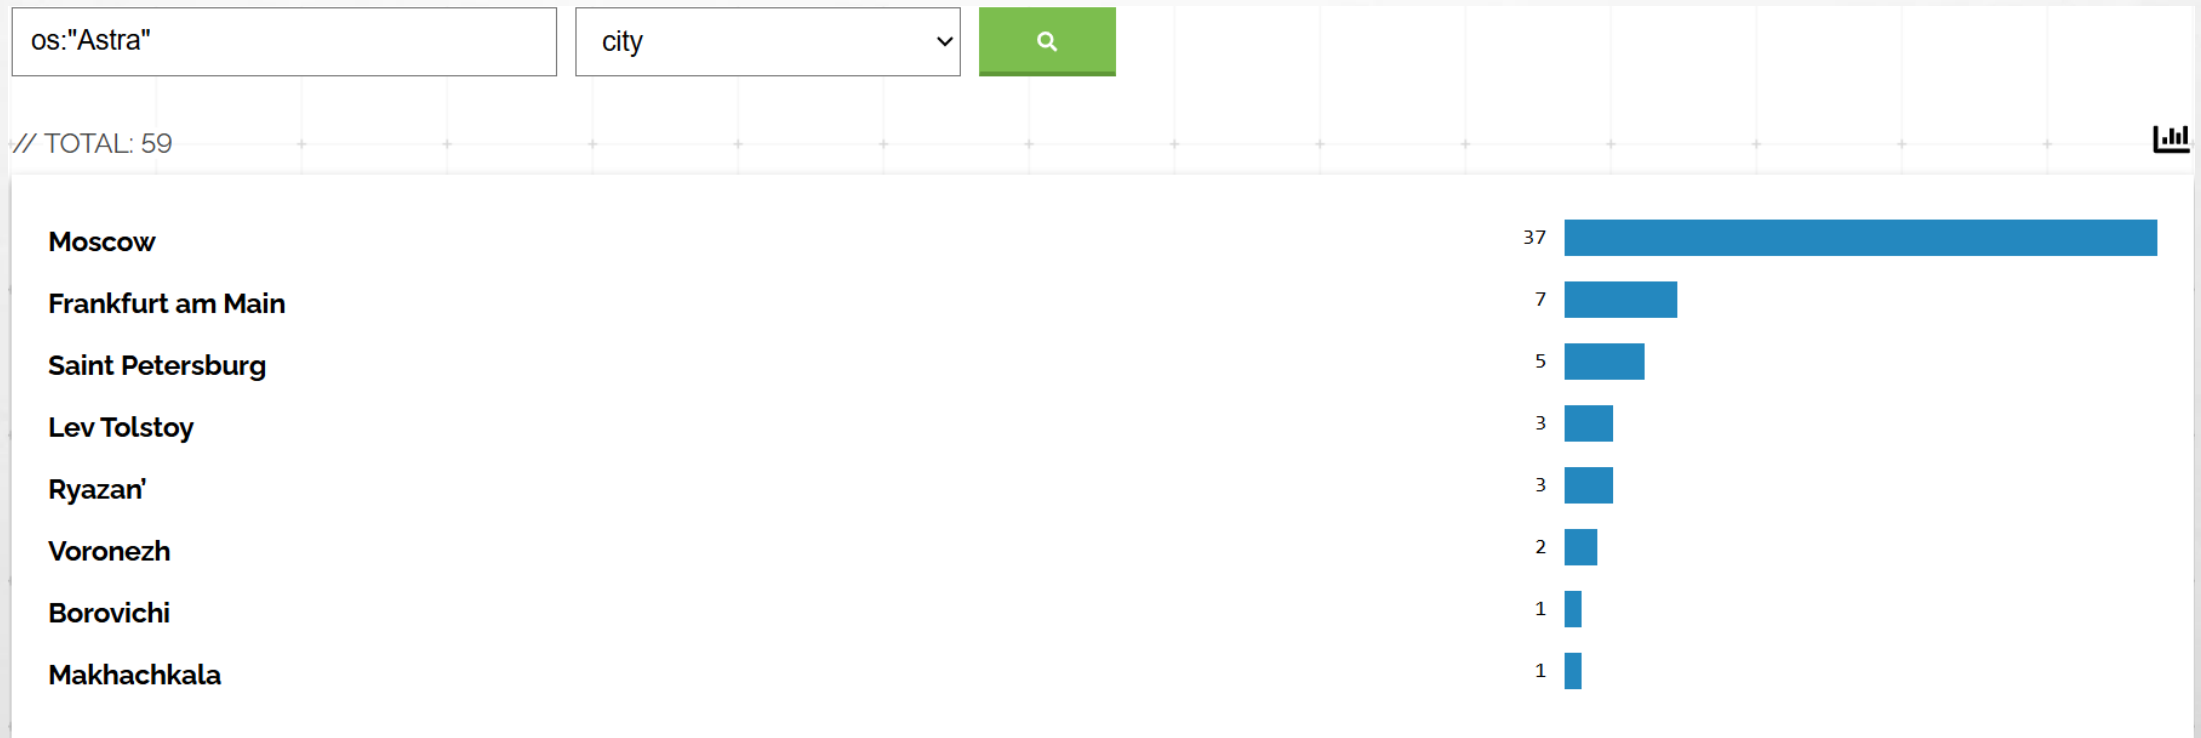 os:"Astra" city
// TOTAL: 59
Moscow 37
Frankfurt am Main 7
Saint Petersburg 5
Lev Tolstoy 3
Ryazan’ 3
Voronezh 2
Borovichi 1
Makhachkala 1